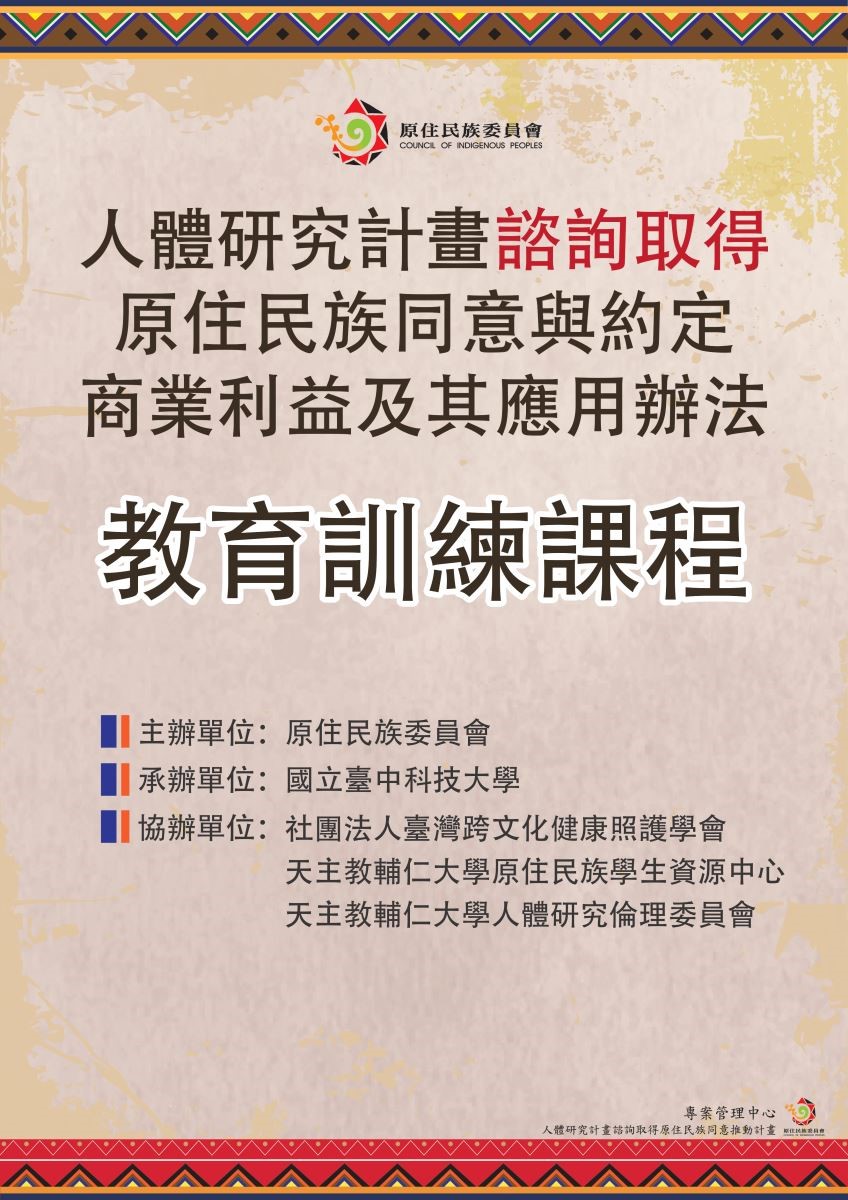 原住民族委員會
COUNCIL OF INDIGENOUS PEOPLES
人體研究計畫諮詢取得
原住民族同意與約定
商業利益及其應用辦法
教育訓練課程
主辦單位：原住民族委員會
承辦單位：國立臺中科技大學
協辦單位：社團法人臺灣跨文化健康照護學會
天主教輔仁大學原住民族學生資源中心
天主教輔仁大學人體研究倫理委員會
專案管理中心
人體研究計畫諮詢取得原住民族同意推動計畫
原住民族委員會
COUNCIL OF INDIGENOUS PEOPLES